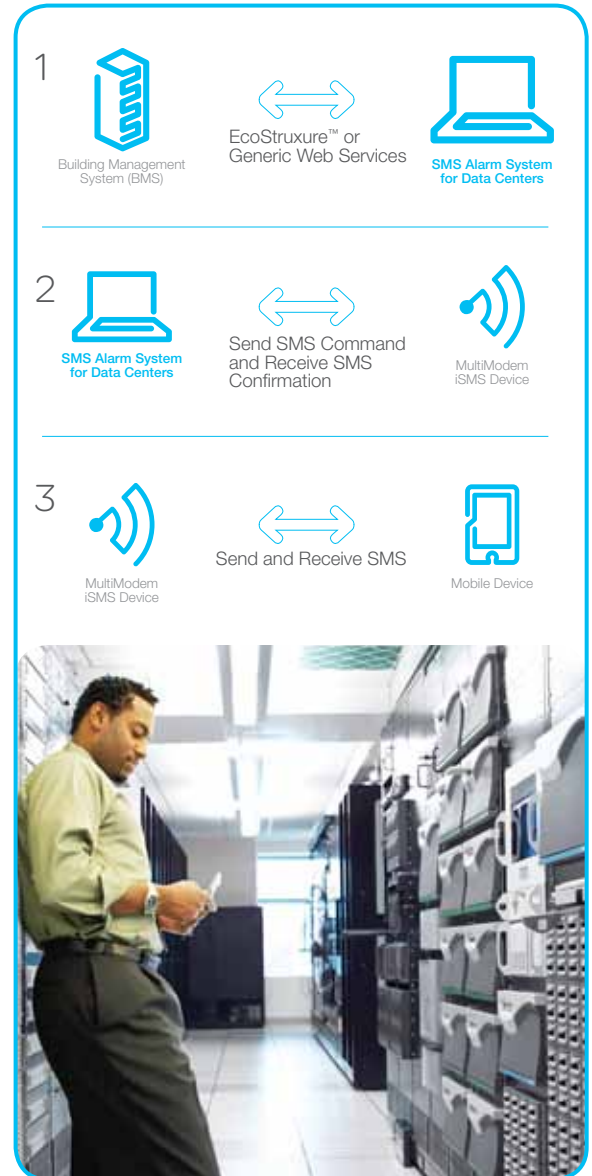 1
Building Management
System (BMS)
EcoStruxure™ or
Generic Web Services
SMS Alarm System
for Data Centers
2
SMS Alarm System
for Data Centers
Send SMS Command
and Receive SMS
Confirmation
MultiModem
iSMS Device
3
MultiModem
iSMS Device
Send and Receive SMS
Mobile Device